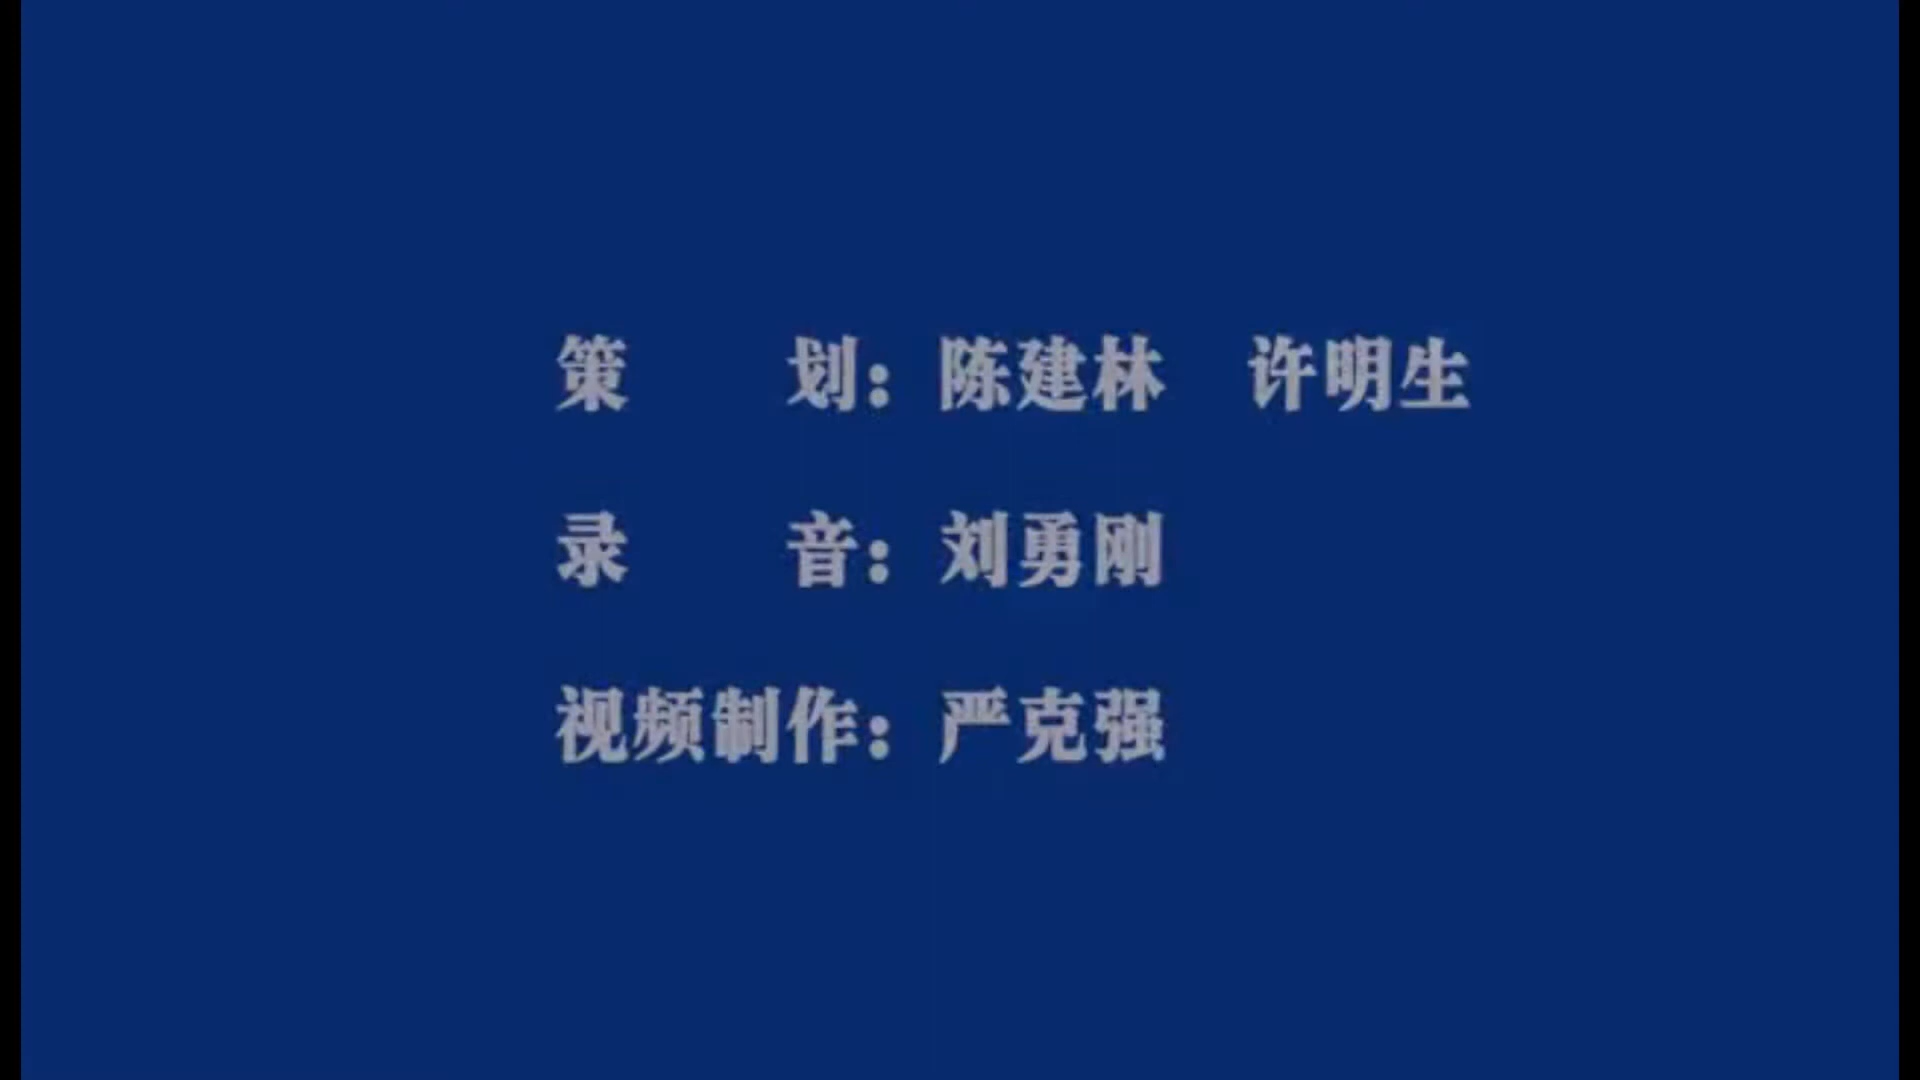 策　　划：陈建林　许明生
录　　音：刘勇刚
视频制作：严克强